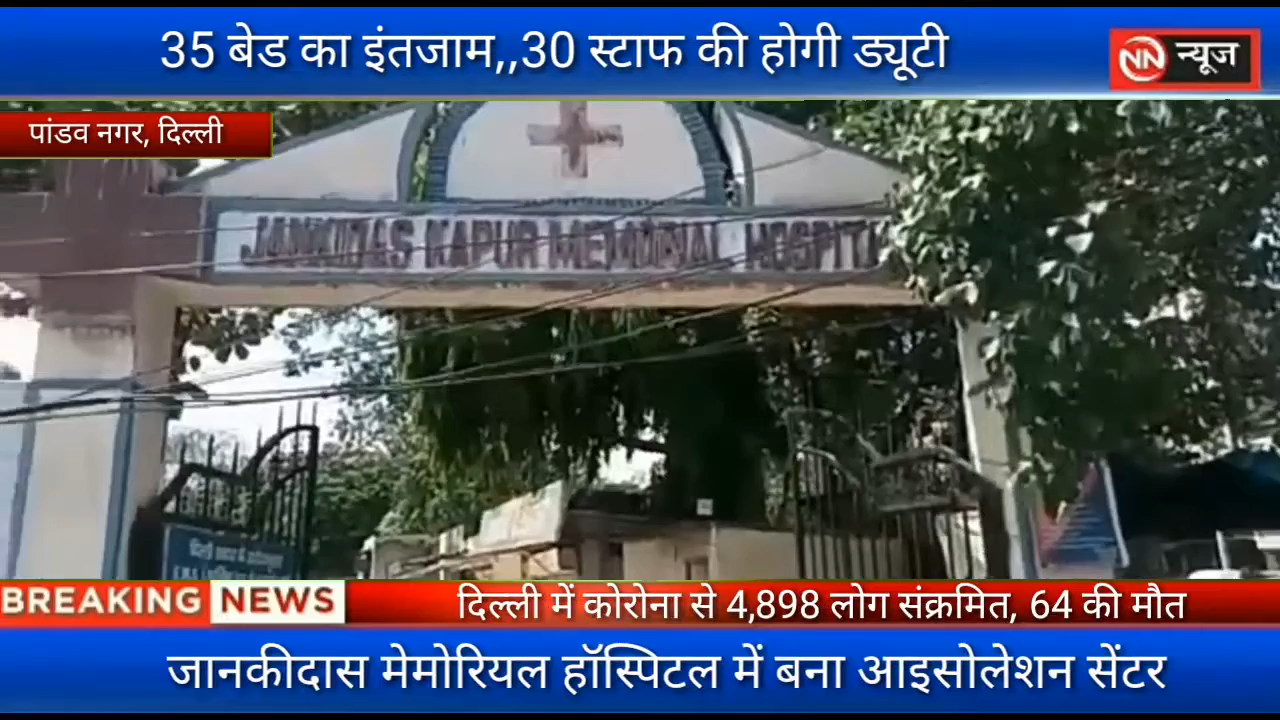 35 बेड का इंतजाम,,30 स्टाफ की होगी ड्यूटी
NN न्यूज
पांडव नगर, दिल्ली
JANKIDAS KAPUR MEMORIAL HOSPITA
BREAKING NEWS
दिल्ली में कोरोना से 4,898 लोग संक्रमित, 64 की मौत
जानकीदास मेमोरियल हॉस्पिटल में बना आइसोलेशन सेंटर